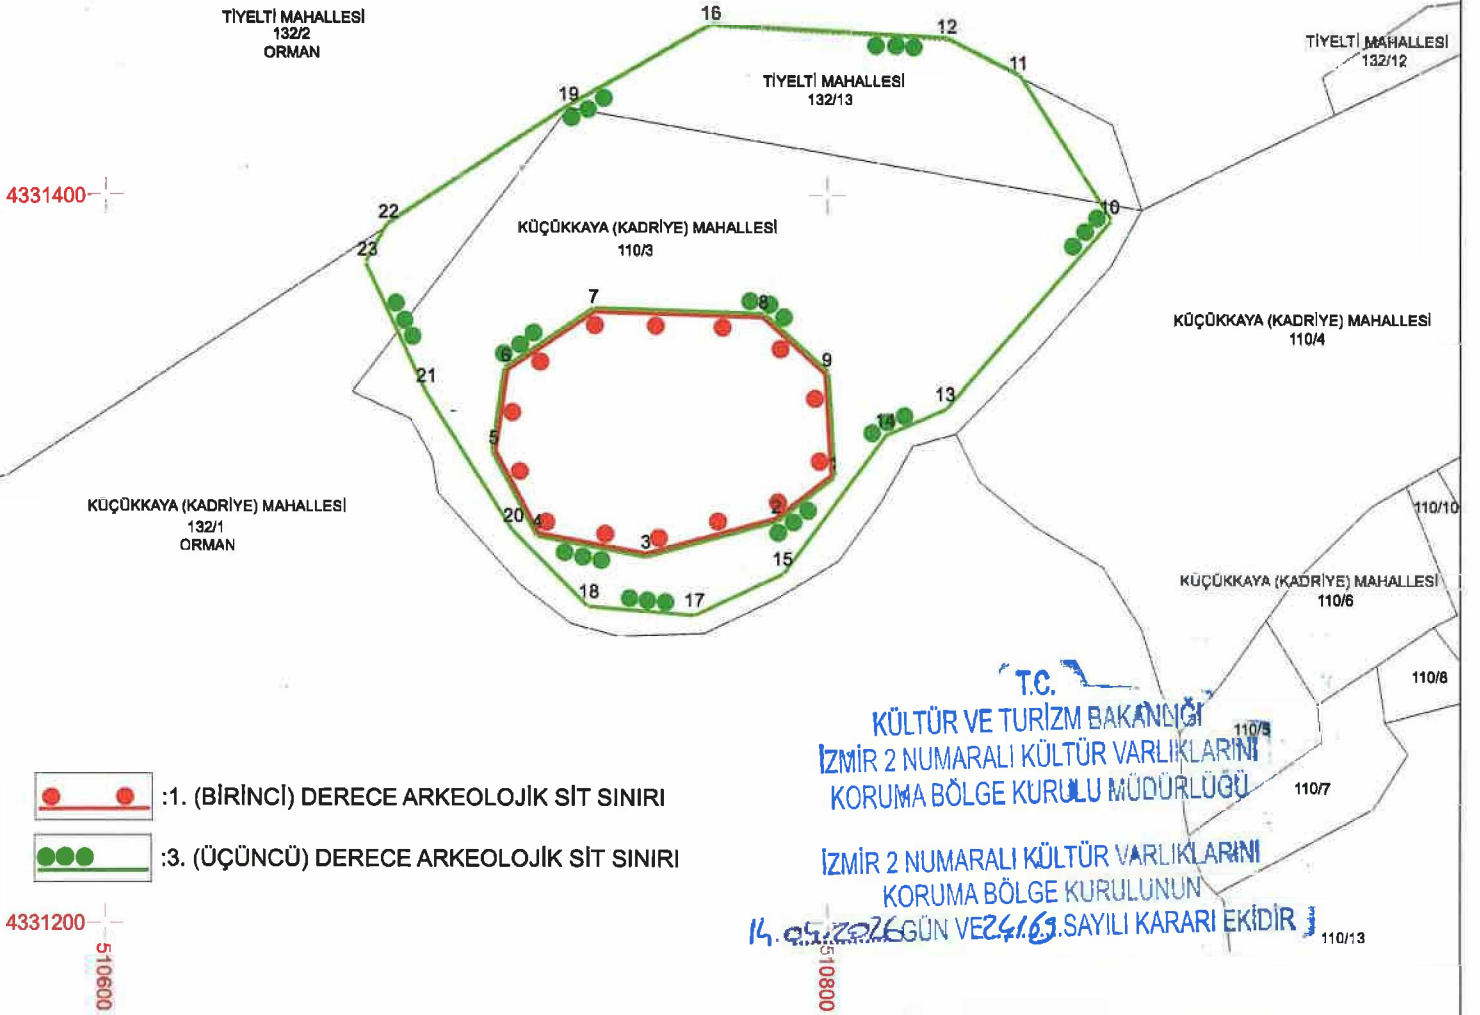 TİYELTİ MAHALLESİ
132/2
ORMAN
16
12
11
TİYELTİ MAHALLESİ
132/12
TİYELTİ MAHALLESİ
132/13
19
4331400
22
23
10
KÜÇÜKKAYA (KADRİYE) MAHALLESİ
110/3
7
8
KÜÇÜKKAYA (KADRİYE) MAHALLESİ
110/4
6
9
21
13
14
5
1
KÜÇÜKKAYA (KADRİYE) MAHALLESİ
132/1
ORMAN
20
4
2
3
110/10
15
18
17
KÜÇÜKKAYA (KADRİYE) MAHALLESİ
110/6
110/8
T.C.
KÜLTÜR VE TURİZM BAKANLIĞI
İZMİR 2 NUMARALI KÜLTÜR VARLIKLARINI
KORUMA BÖLGE KURULU MÜDÜRLÜĞÜ
110/5
110/7
:1. (BİRİNCİ) DERECE ARKEOLOJİK SİT SINIRI
:3. (ÜÇÜNCÜ) DERECE ARKEOLOJİK SİT SINIRI
İZMİR 2 NUMARALI KÜLTÜR VARLIKLARINI
KORUMA BÖLGE KURULUNUN
GÜN VE SAYILI KARARI EKİDİR
110/13
4331200
510600
510800